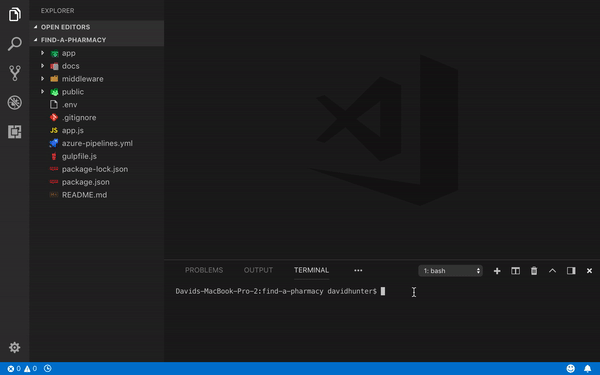 EXPLORER
OPEN EDITORS
FIND-A-PHARMACY
app
docs
middleware
public
.env
.gitignore
JS app.js
azure-pipelines.yml
gulpfile.js
package-lock.json
package.json
README.md
PROBLEMS OUTPUT TERMINAL ••• 1: bash
Davids-MacBook-Pro-2:find-a-pharmacy davidhunter$
0 0